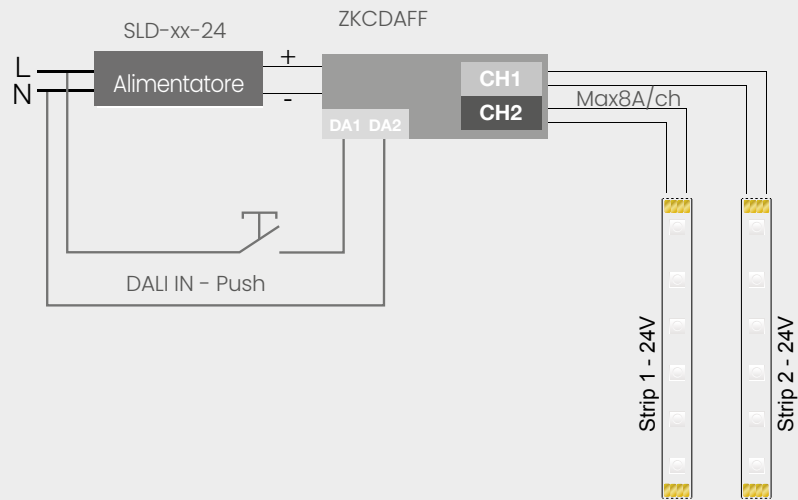 SLD-xx-24
ZKCDAFF
L
N
Alimentatore
+
-
CH1
CH2
Max8A/ch
DA1 DA2
DALI IN - Push
Strip 1 - 24V
Strip 2 - 24V